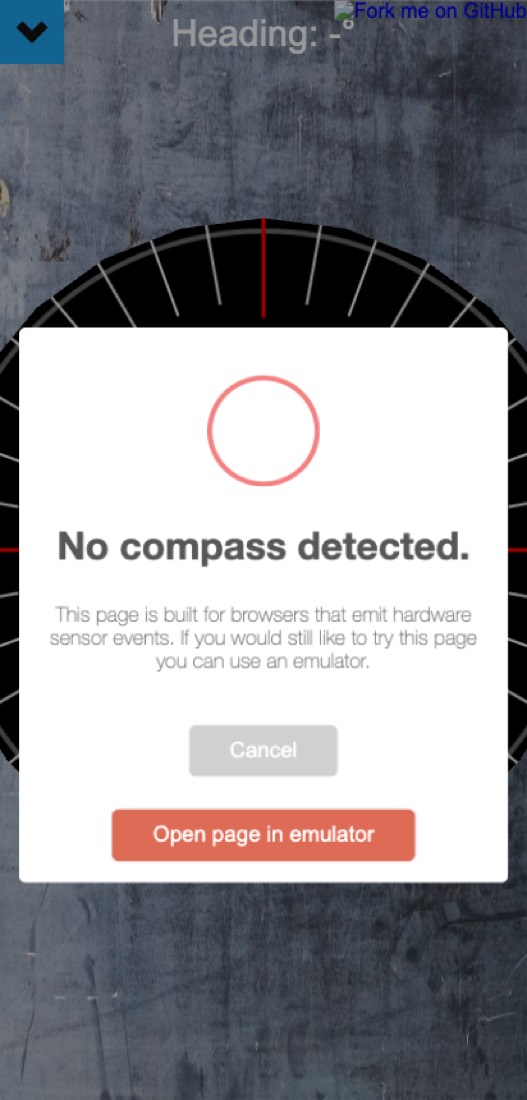 Heading: -°
Fork me on GitHub
No compass detected.
This page is built for browsers that emit hardware
sensor events. If you would still like to try this page
you can use an emulator.
Cancel
Open page in emulator